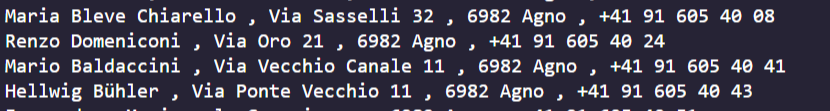 Maria Bleve Chiarello , Via Sasselli 32 , 6982 Agno , +41 91 605 40 08
Renzo Domeniconi , Via Oro 21 , 6982 Agno , +41 91 605 40 24
Mario Baldaccini , Via Vecchio Canale 11 , 6982 Agno , +41 91 605 40 41
Hellwig Bühler , Via Ponte Vecchio 11 , 6982 Agno , +41 91 605 40 43